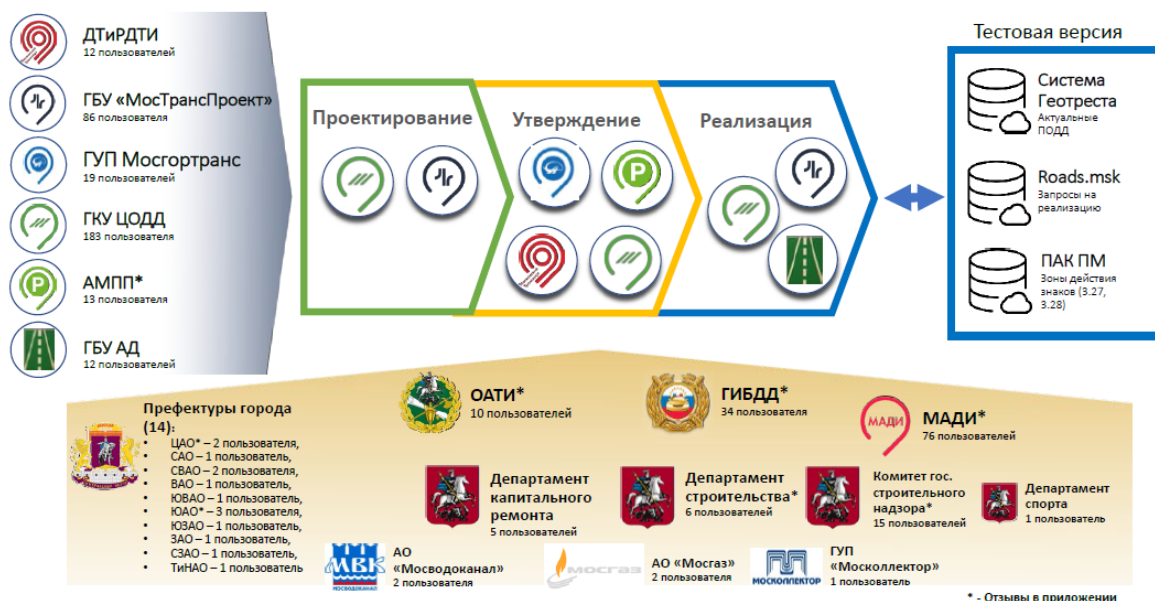 ДТиРДТИ
12 пользователей
ГБУ «МосТрансПроект»
86 пользователя
ГУП Мосгортранс
19 пользователей
ГКУ ЦОДД
183 пользователя
АМПП*
13 пользователей
ГБУ АД
12 пользователей
Проектирование
Утверждение
Реализация
Тестовая версия
Система
Геотреста
Актуальные
ПОДД
Roads.msk
Запросы на
реализацию
ПАК ПМ
Зоны действия
знаков (3.27,
3.28)
Префектуры города
(14):
• ЦАО* – 2 пользователя,
• САО – 1 пользователь,
• СВАО – 2 пользователя,
• ВАО – 1 пользователь,
• ЮВАО – 1 пользователь,
• ЮАО* – 3 пользователя,
• ЮЗАО – 1 пользователь,
• ЗАО – 1 пользователь,
• СЗАО – 1 пользователь,
• ТиНАО – 1 пользователь
ОАТИ*
10 пользователей
ГИБДД*
34 пользователя
МАДИ
МАДИ*
76 пользователей
Департамент
капитального
ремонта
5 пользователей
Департамент
строительства*
6 пользователей
Комитет гос.
строительного
надзора*
15 пользователей
Департамент
спорта
1 пользователь
МВК
МОСВОДОКАНАЛ
АО
«Мосводоканал»
2 пользователя
МОСГАЗ
АО «Мосгаз»
2 пользователя
МОСКОЛЛЕКТОР
ГУП
«Москоллектор»
1 пользователь
* - Отзывы в приложении